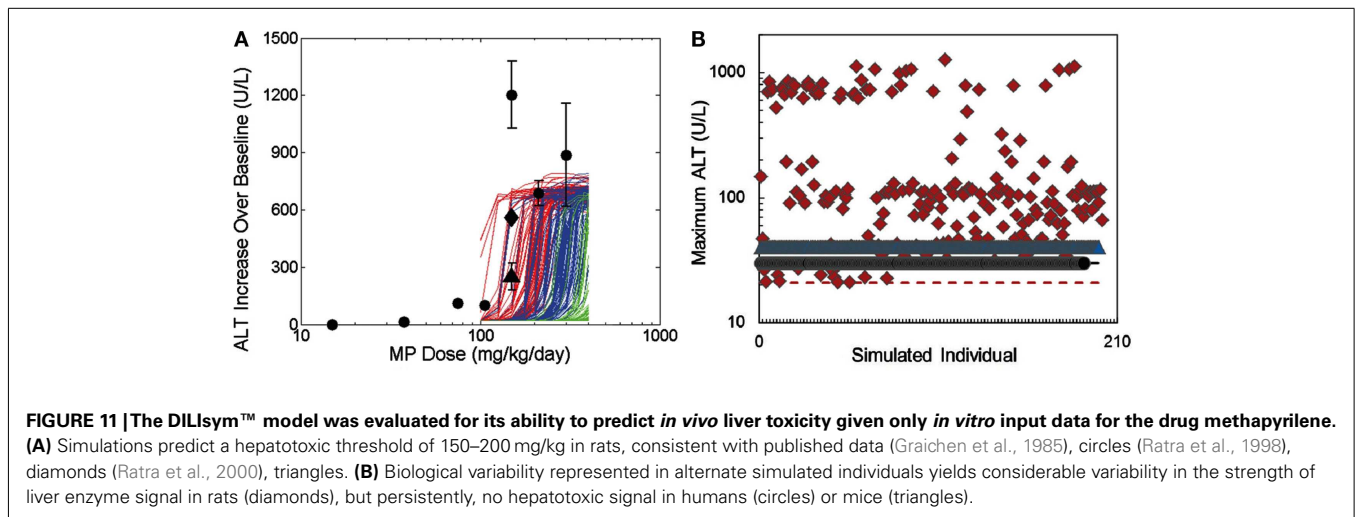 A
B
1500
1200
900
600
300
0
10
100
1000
ALT Increase Over Baseline (U/L)
MP Dose (mg/kg/day)
1000
100
10
0
210
Maximum ALT (U/L)
Simulated Individual
FIGURE 11 | The DILIsym™ model was evaluated for its ability to predict in vivo liver toxicity given only in vitro input data for the drug methapyrilene.
(A) Simulations predict a hepatotoxic threshold of 150–200 mg/kg in rats, consistent with published data (Graichen et al., 1985), circles (Ratra et al., 1998),
diamonds (Ratra et al., 2000), triangles. (B) Biological variability represented in alternate simulated individuals yields considerable variability in the strength of
liver enzyme signal in rats (diamonds), but persistently, no hepatotoxic signal in humans (circles) or mice (triangles).